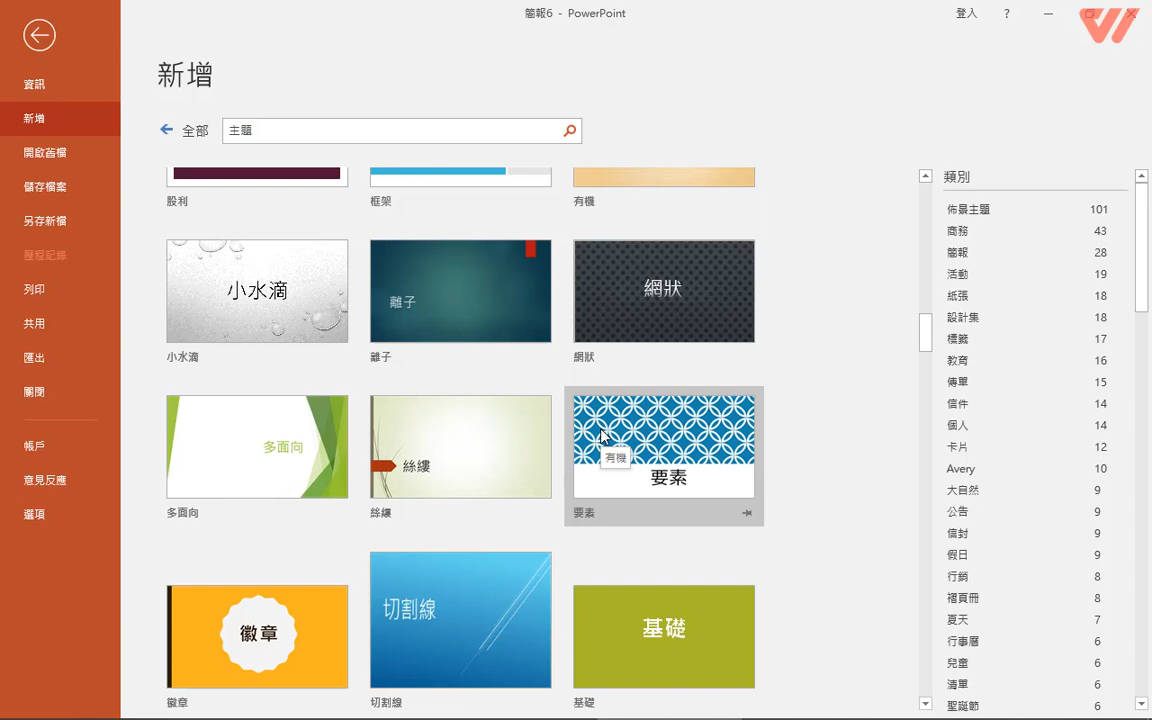 簡報6 - PowerPoint
登入
?
資訊
新增
開啟舊檔
儲存檔案
另存新檔
歷程記錄
列印
共用
匯出
關閉
帳戶
意見反應
選項
新增
全部
主題
股利
框架
有機
小水滴
離子
網狀
小水滴
離子
網狀
多面向
絲縷
有機
要素
多面向
絲縷
要素
徽章
切割線
基礎
徽章
切割線
基礎
類別
佈景主題 101
商務 43
簡報 28
活動 19
紙張 18
設計集 18
標籤 17
教育 16
傳單 15
信件 14
個人 14
卡片 12
Avery 10
大自然 9
公告 9
信封 9
假日 9
行銷 8
褶頁冊 8
夏天 7
行事曆 6
兒童 6
清單 6
聖誕節 6